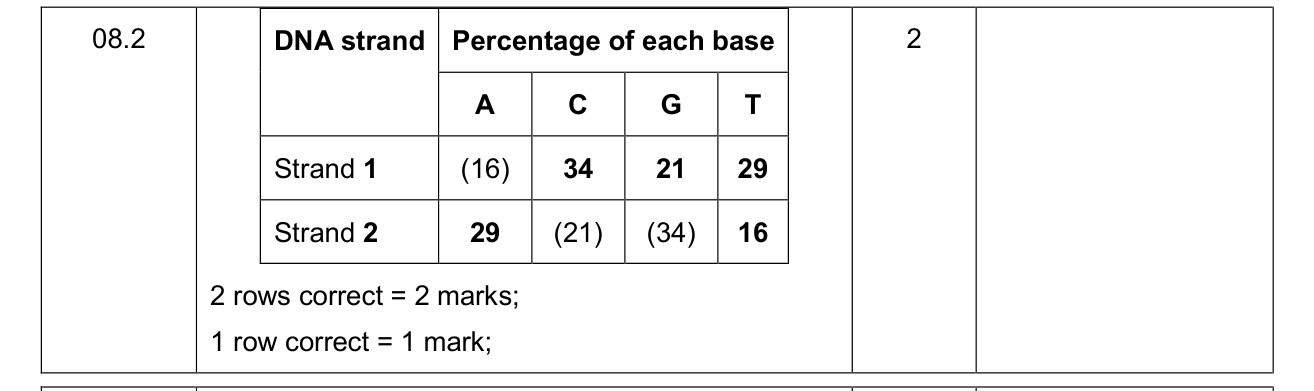 08.2
DNA strand Percentage of each base 2
A C G T
Strand 1 (16) 34 21 29
Strand 2 29 (21) (34) 16
2 rows correct = 2 marks;
1 row correct = 1 mark;